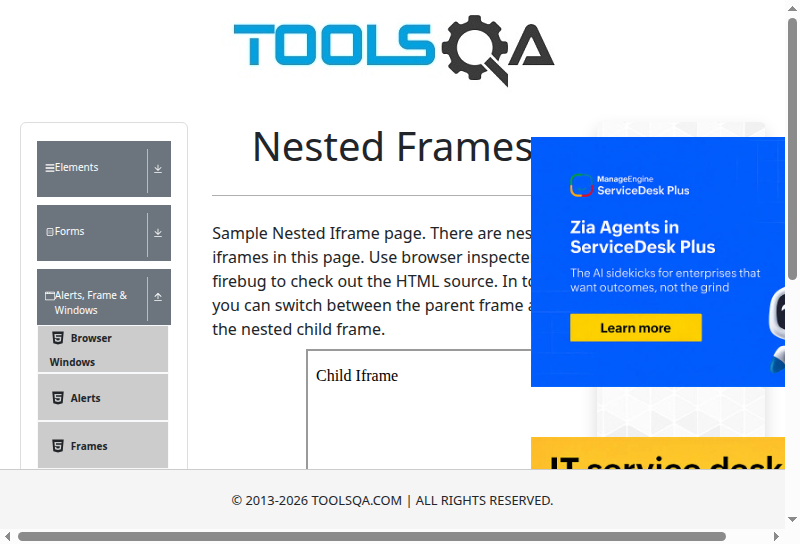 TOOLSQA
Elements
Forms
Alerts, Frame &
Windows
Browser
Windows
Alerts
Frames
Nested Frames
Sample Nested Iframe page. There are
iframes in this page. Use browser
firebug to check out the HTML source. In
you can switch between the parent frame
the nested child frame.
Child Iframe
ManageEngine
ServiceDesk Plus
Zia Agents in
ServiceDesk Plus
The AI sidekicks for enterprises that
want outcomes, not the grind
Learn more
IT service desk
© 2013-2026 TOOLSQA.COM | ALL RIGHTS RESERVED.